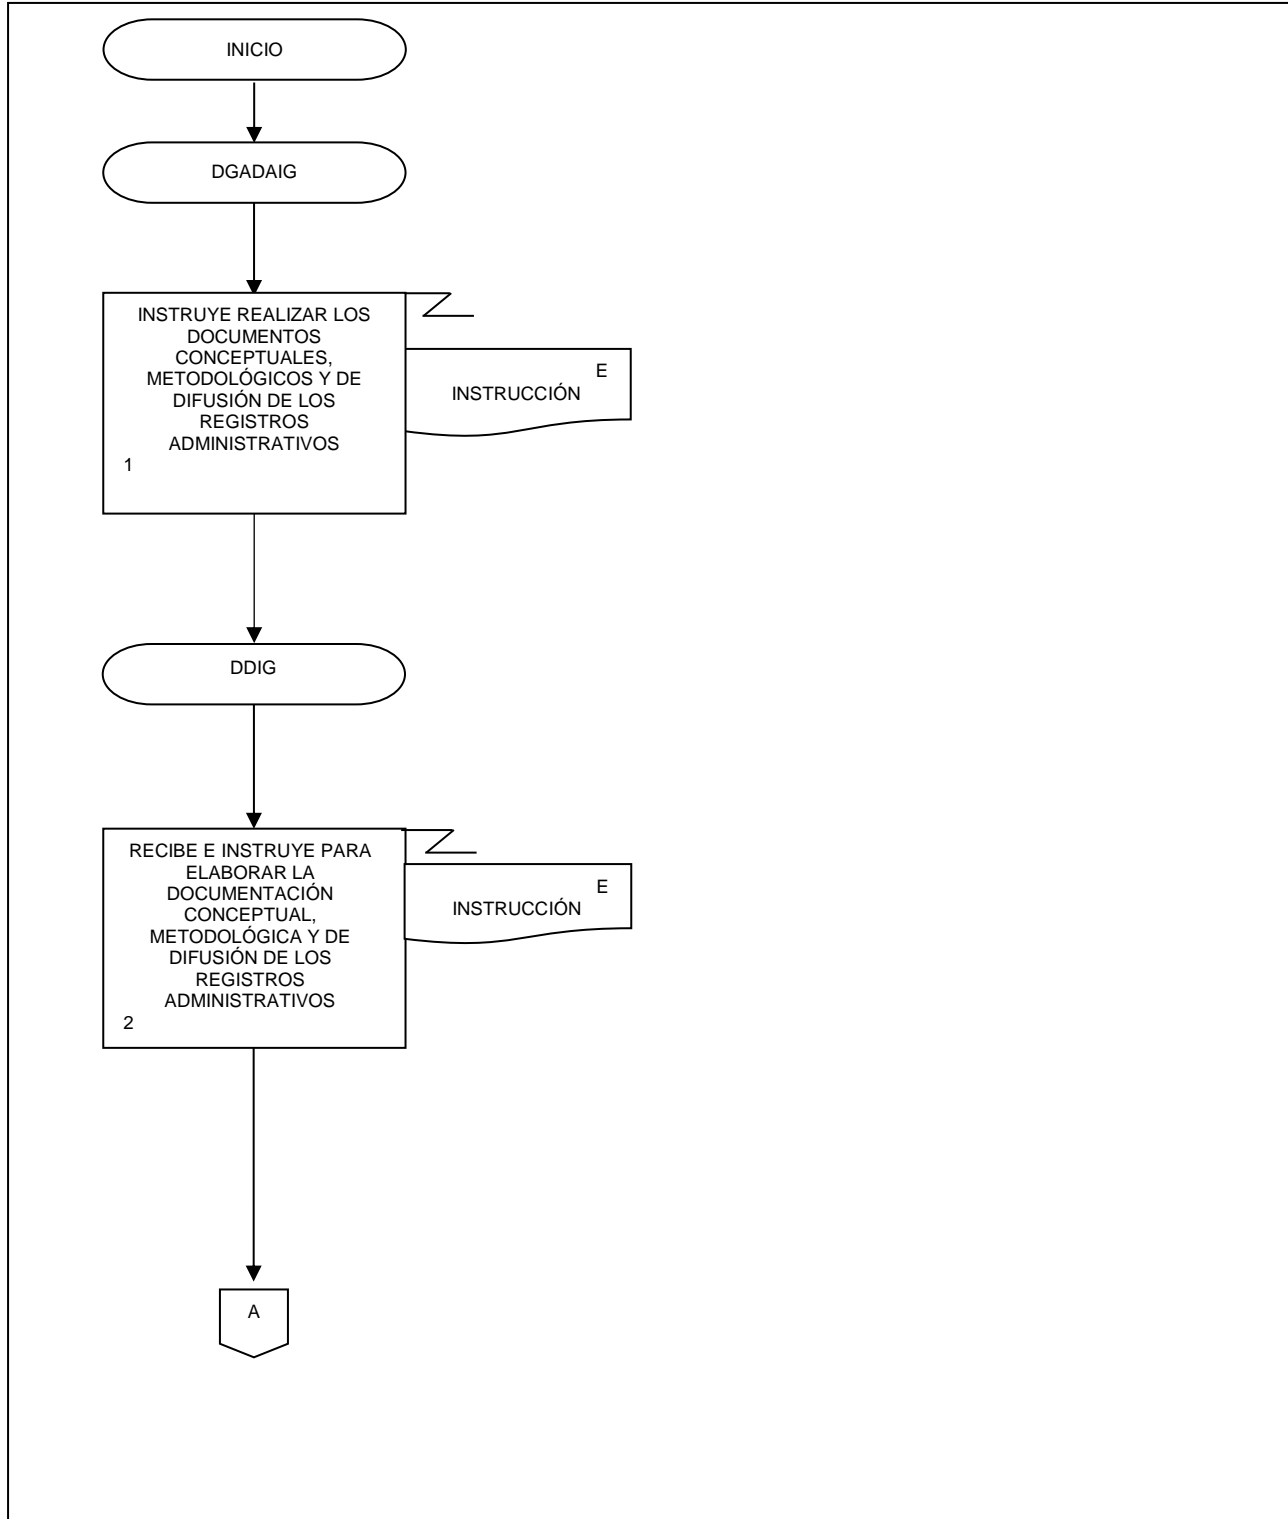 INICIO
DGADAIG
INSTRUYE REALIZAR LOS
DOCUMENTOS
CONCEPTUALES,
METODOLÓGICOS Y DE
DIFUSIÓN DE LOS
REGISTROS
ADMINISTRATIVOS
1
E
INSTRUCCIÓN
DDIG
RECIBE E INSTRUYE PARA
ELABORAR LA
DOCUMENTACIÓN
CONCEPTUAL,
METODOLÓGICA Y DE
DIFUSIÓN DE LOS
REGISTROS
ADMINISTRATIVOS
2
E
INSTRUCCIÓN
A